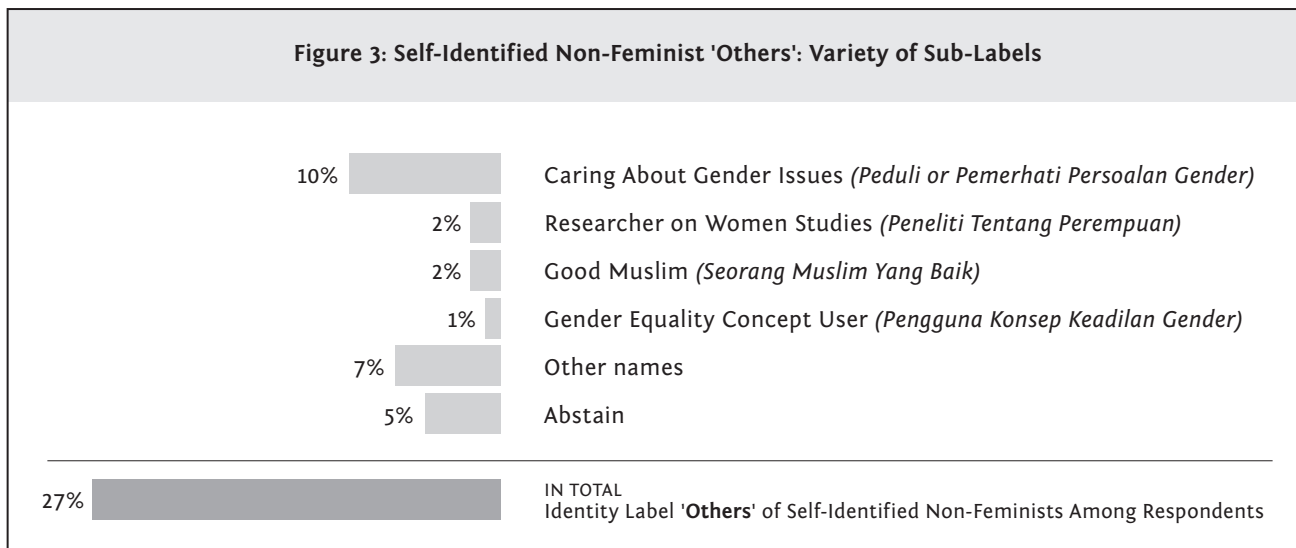 Figure 3: Self-Identified Non-Feminist 'Others': Variety of Sub-Labels
10% Caring About Gender Issues (Peduli or Pemerhati Persoalan Gender)
2% Researcher on Women Studies (Peneliti Tentang Perempuan)
2% Good Muslim (Seorang Muslim Yang Baik)
1% Gender Equality Concept User (Pengguna Konsep Keadilan Gender)
7% Other names
5% Abstain
27% IN TOTAL
Identity Label 'Others' of Self-Identified Non-Feminists Among Respondents